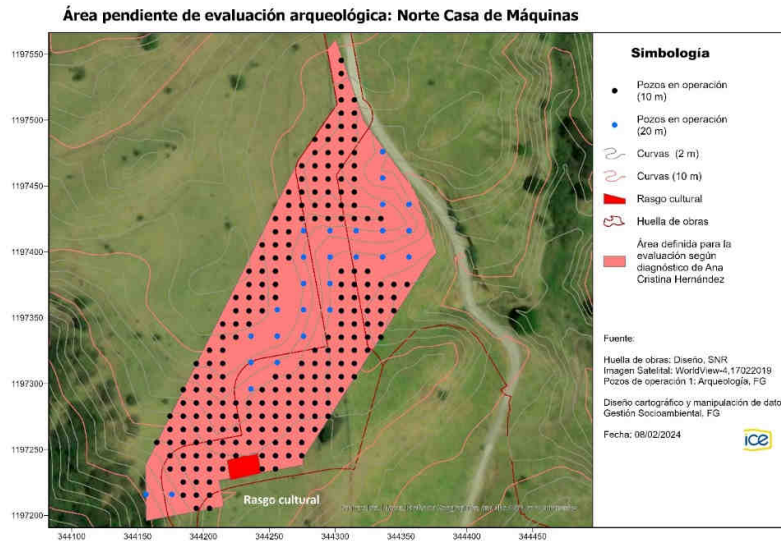 Área pendiente de evaluación arqueológica: Norte Casa de Máquinas
1197550
1197500
1197450
1197400
1197350
1197300
1197250
1197200
344100
344150
344200
344250
344300
344350
344400
344450
Rasgo cultural
Simbología
Pozos en operación
(10 m)
Pozos en operación
(20 m)
Curvas (2 m)
Curvas (10 m)
Rasgo cultural
Huella de obras
Área definida para la
evaluación según
diagnóstico de Ana
Cristina Hernández
Fuente:
Huella de obras: Diseño, SNR
Imagen Satelital: WorldView-4,17022019
Pozos de operación 1: Arqueología, FG
Diseño cartográfico y manipulación de dato
Gestión Socioambiental, FG
Fecha: 08/02/2024
ice